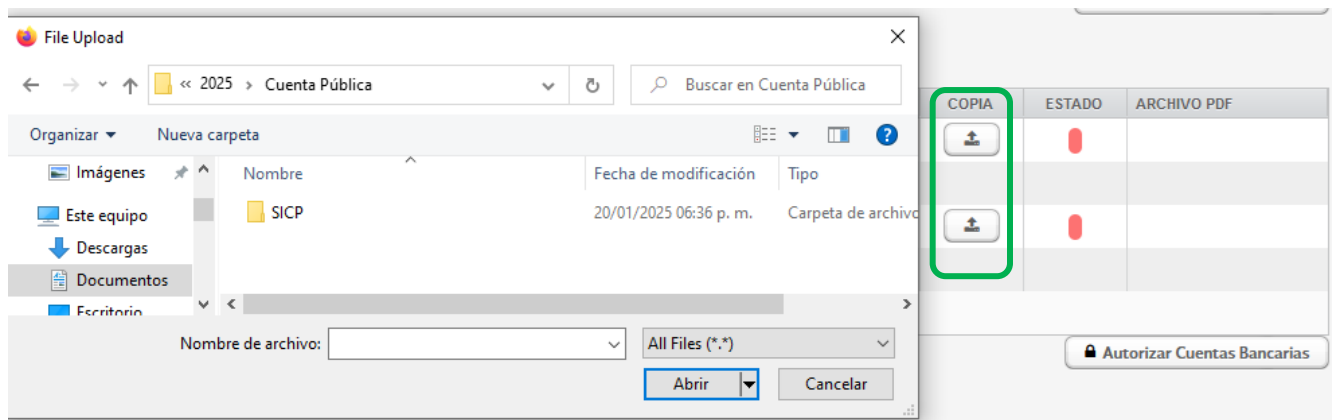 File Upload
« 2025 > Cuenta Pública
Buscar en Cuenta Pública
Organizar
Nueva carpeta
Imágenes
Este equipo
Descargas
Documentos
Escritorio
Nombre
Fecha de modificación
Tipo
SICP
20/01/2025 06:36 p. m.
Carpeta de archivo
Nombre de archivo:
All Files (*.*)
Abrir
Cancelar
COPIA
ESTADO
ARCHIVO PDF
Autorizar Cuentas Bancarias